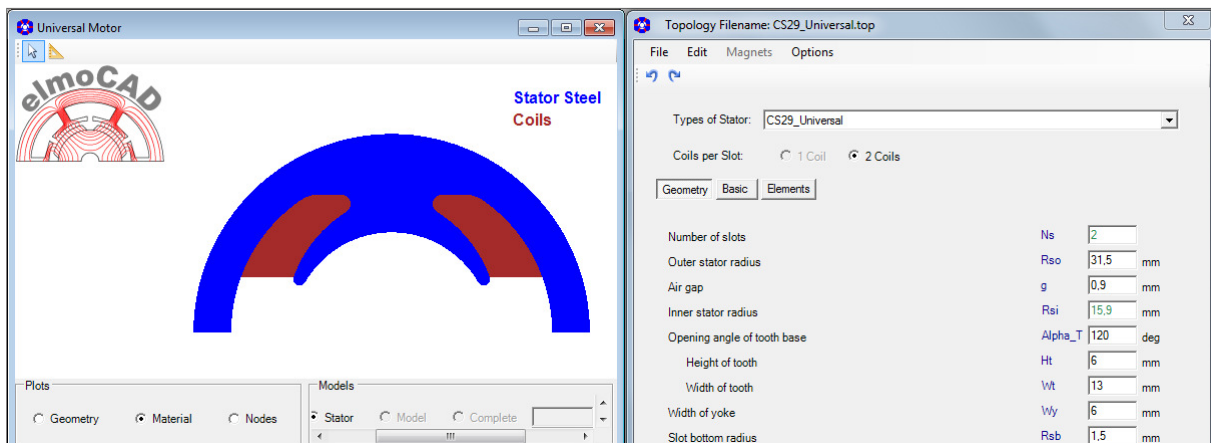 Universal Motor
elmoCAD
Stator Steel
Coils
Plots
Geometry
Material
Nodes
Models
Stator
Model
Complete
Topology Filename: CS29_Universal.top
File Edit Magnets Options
Types of Stator: CS29_Universal
Coils per Slot: 1 Coil 2 Coils
Geometry Basic Elements
Number of slots Ns 2
Outer stator radius Rso 31,5 mm
Air gap g 0,9 mm
Inner stator radius Rsi 15,9 mm
Opening angle of tooth base Alpha_T 120 deg
Height of tooth Ht 6 mm
Width of tooth Wt 13 mm
Width of yoke Wy 6 mm
Slot bottom radius Rsb 1,5 mm